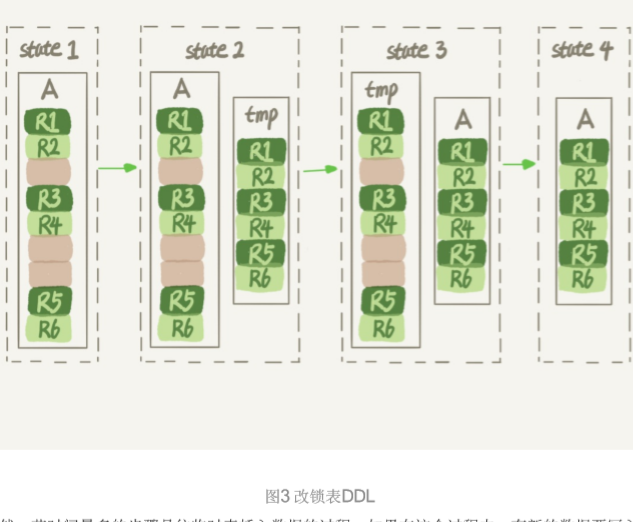 state 1
A
R1
R2
R3
R4
R5
R6
state 2
A
R1
R2
R3
R4
R5
R6
tmp
R1
R2
R3
R4
R5
R6
state 3
tmp
R1
R2
R3
R4
R5
R6
A
R1
R2
R3
R4
R5
R6
state 4
A
R1
R2
R3
R4
R5
R6
图3 改锁表DDL